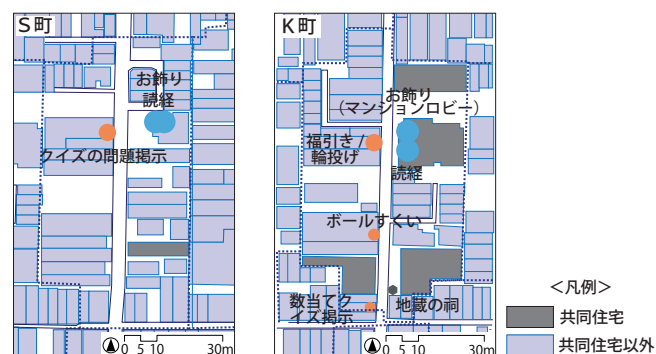 S町
お飾り
読経
クイズの問題掲示
0 5 10 30m
K町
お飾り
(マンションロビー)
福引き/
輪投げ
読経
ボールすくい
数当てク
イズ掲示
地蔵の祠
0 5 10 30m
<凡例>
共同住宅
共同住宅以外